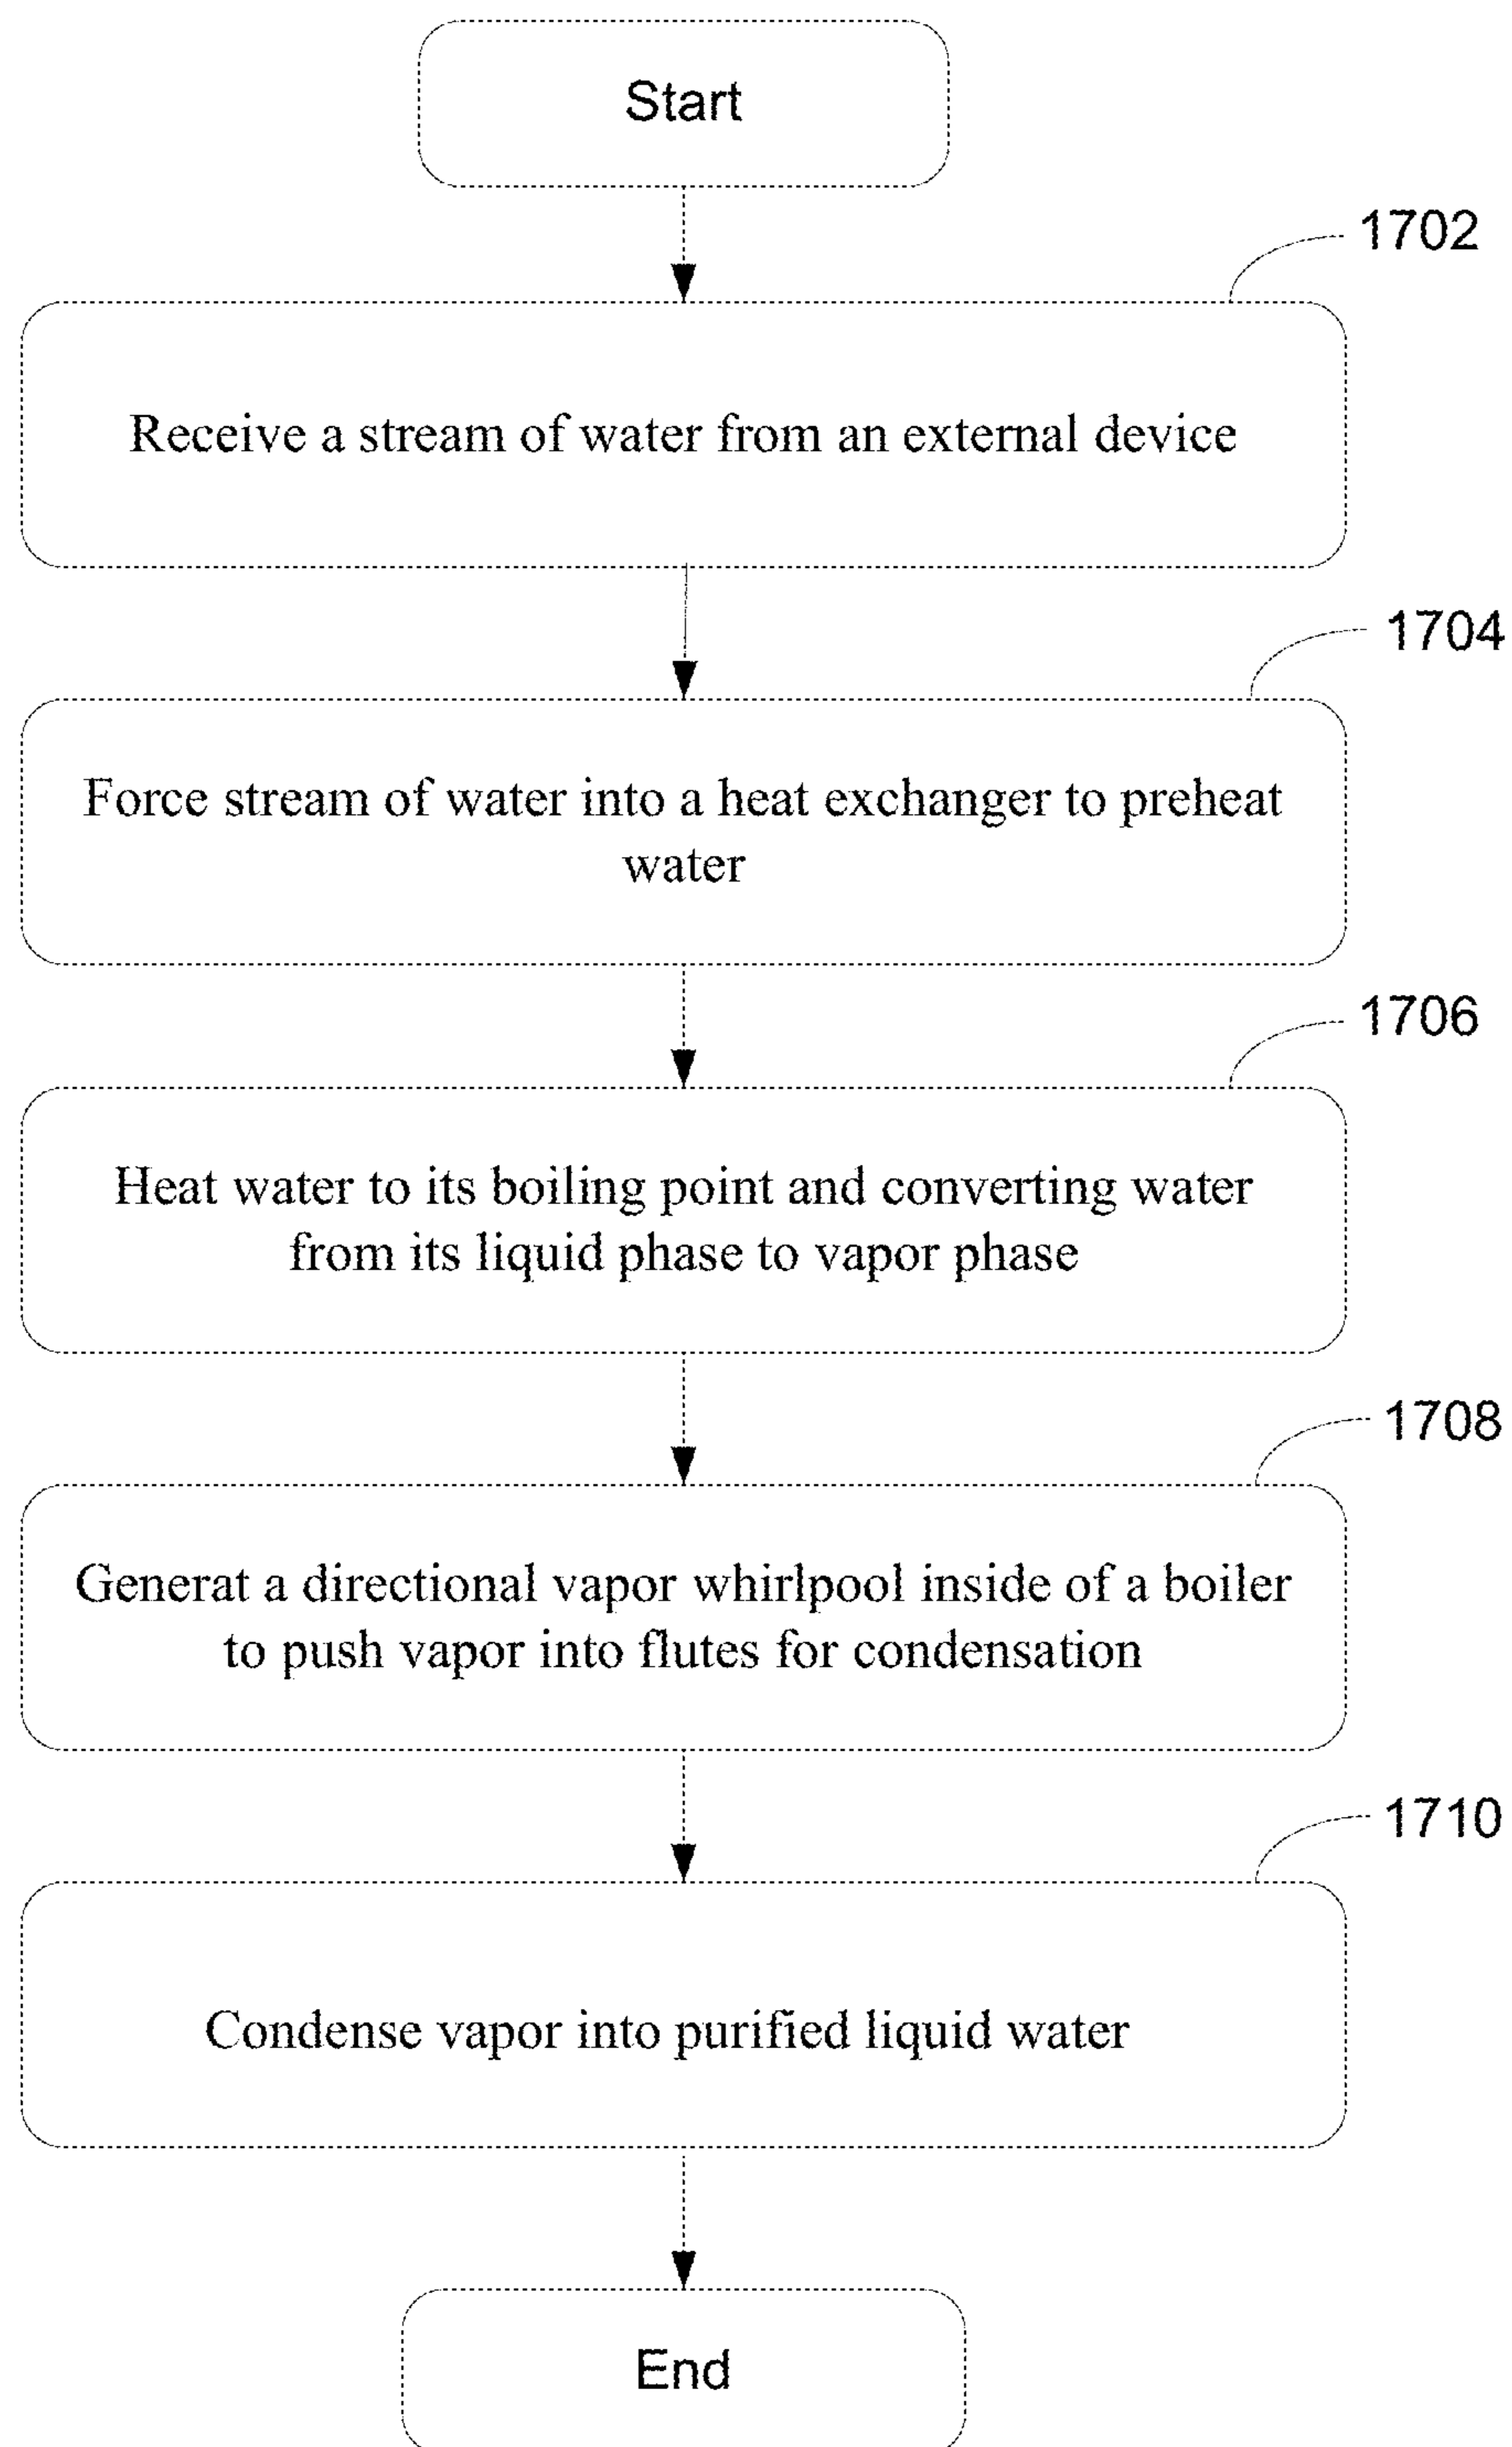 Start
1702
Receive a stream of water from an external device
1704
Force stream of water into a heat exchanger to preheat
water
1706
Heat water to its boiling point and converting water
from its liquid phase to vapor phase
1708
Generat a directional vapor whirlpool inside of a boiler
to push vapor into flutes for condensation
1710
Condense vapor into purified liquid water
End